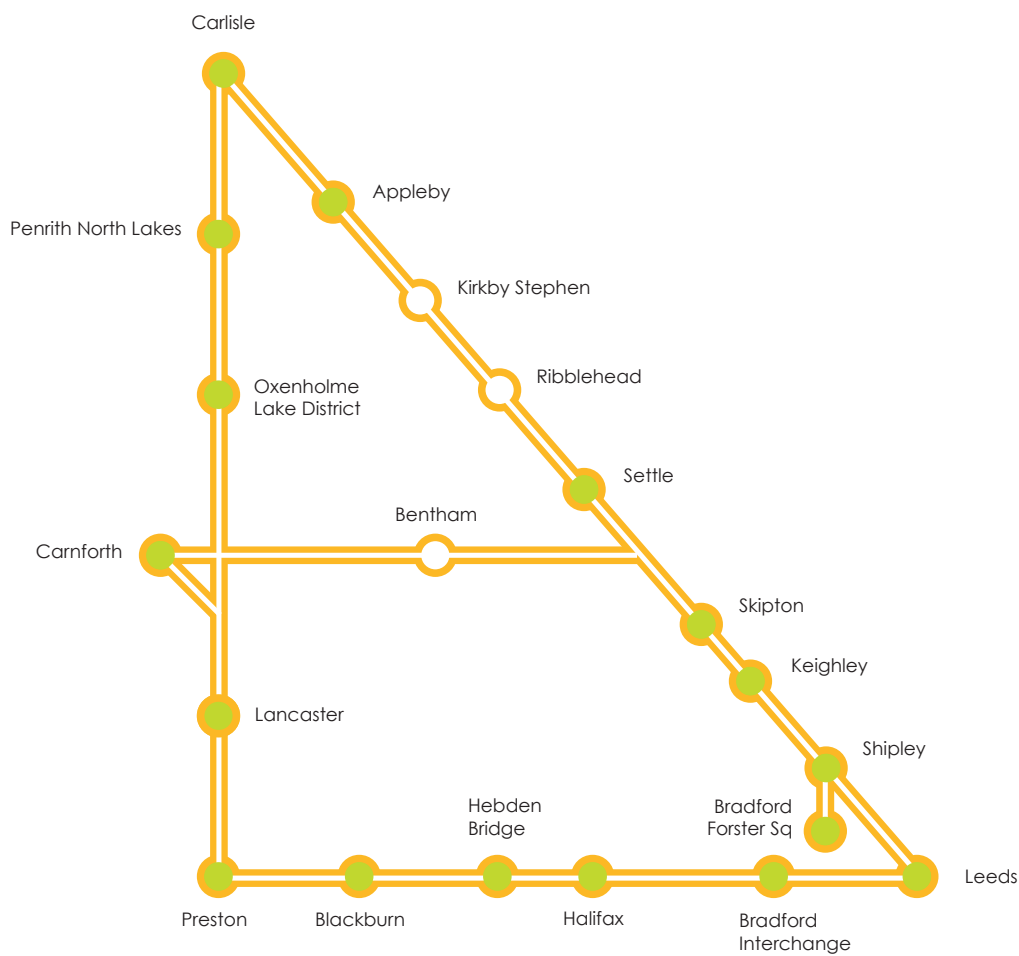 Carlisle
Appleby
Penrith North Lakes
Kirkby Stephen
Ribblehead
Oxenholme
Lake District
Settle
Bentham
Carnforth
Skipton
Keighley
Lancaster
Shipley
Hebden
Bridge
Bradford
Forster Sq
Leeds
Preston
Blackburn
Halifax
Bradford
Interchange